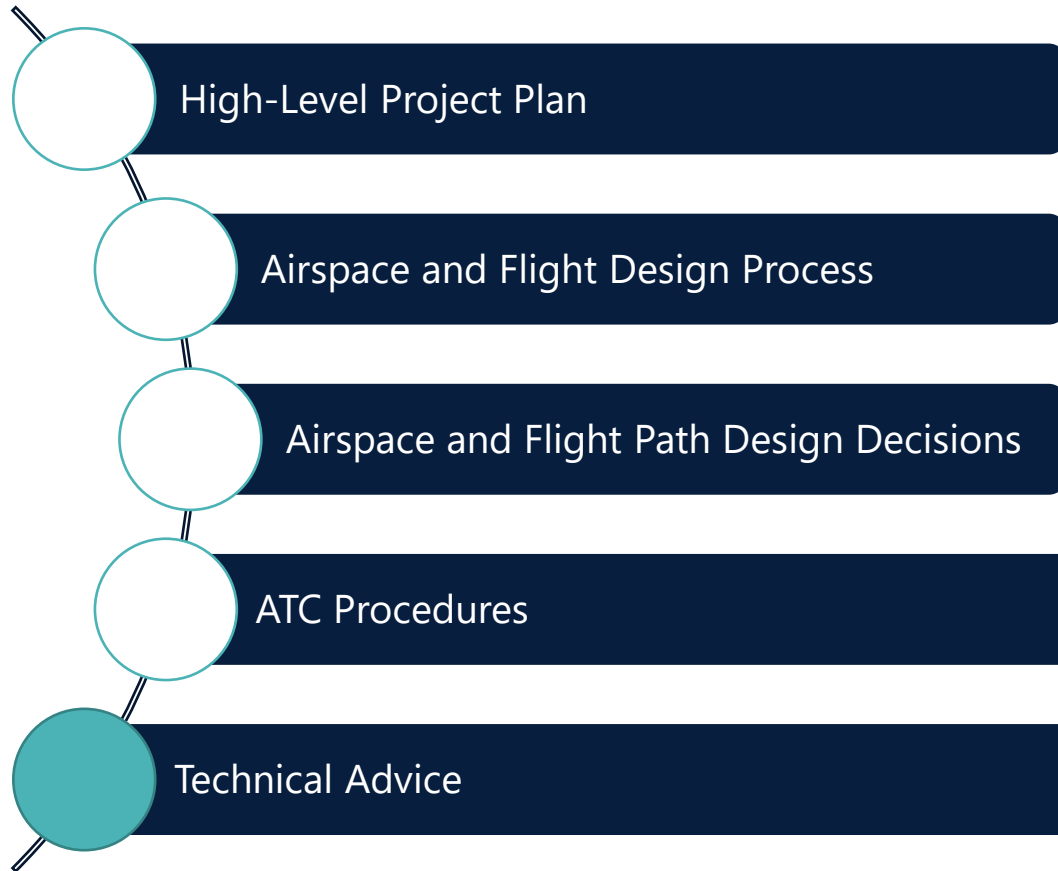 High-Level Project Plan
Airspace and Flight Design Process
Airspace and Flight Path Design Decisions
ATC Procedures
Technical Advice